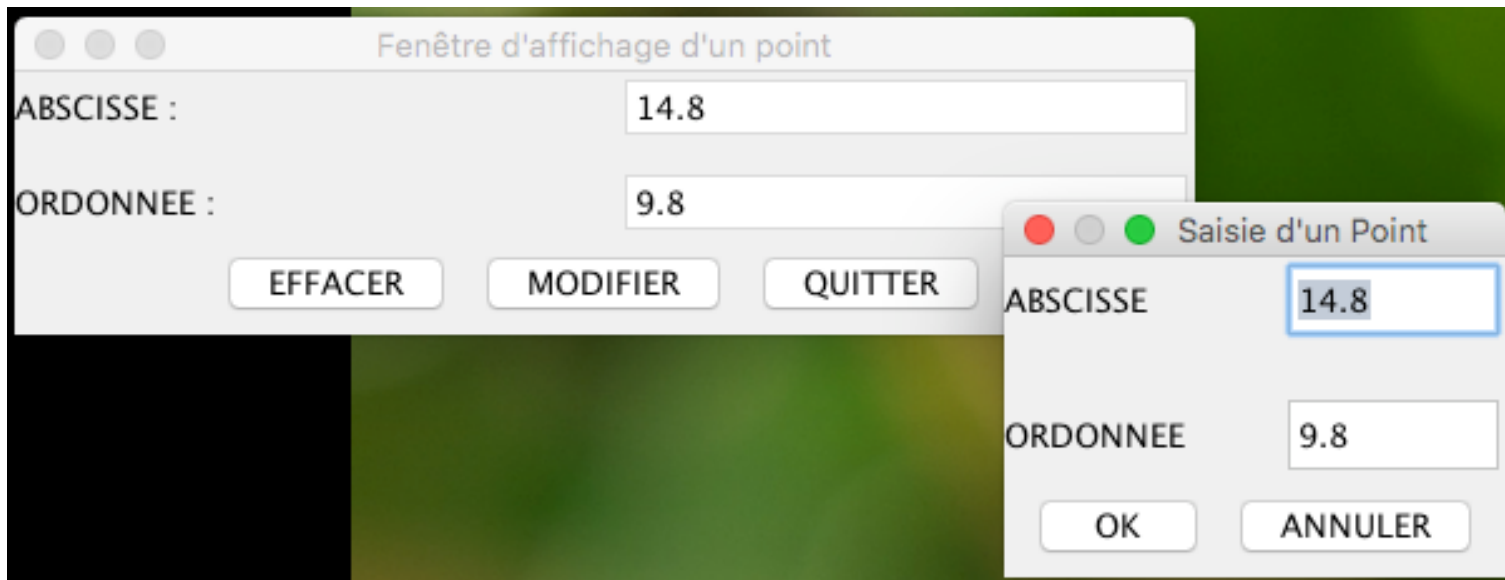 Fenêtre d'affichage d'un point
ABSCISSE : 14.8
ORDONNEE : 9.8
EFFACER MODIFIER QUITTER
Saisie d'un Point
ABSCISSE 14.8
ORDONNEE 9.8
OK ANNULER